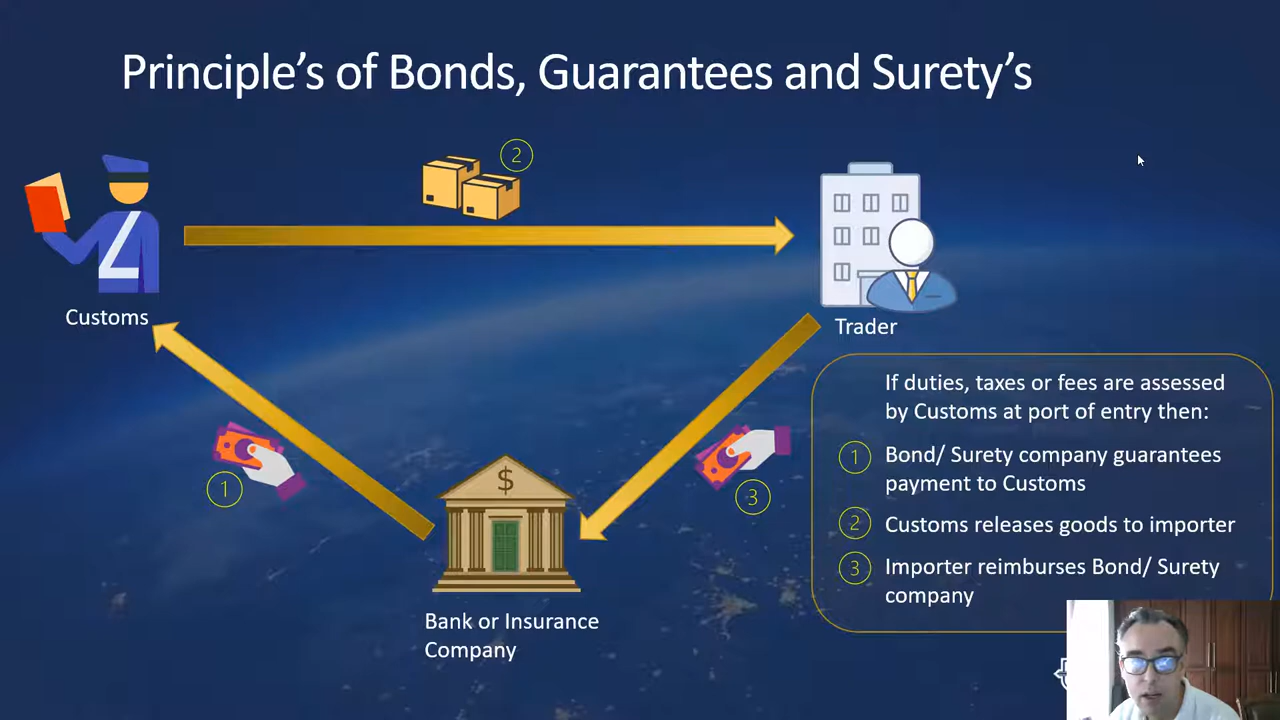 Principle's of Bonds, Guarantees and Surety's
2
Customs
Trader
If duties, taxes or fees are assessed
by Customs at port of entry then:
1 Bond/ Surety company guarantees
payment to Customs
2 Customs releases goods to importer
3 Importer reimburses Bond/ Surety
company
1
3
$
Bank or Insurance
Company